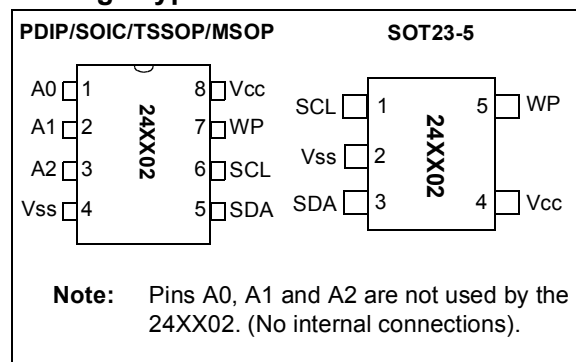 PDIP/SOIC/TSSOP/MSOP SOT23-5
A0 1 8 Vcc
A1 2 7 WP
A2 3 6 SCL
Vss 4 5 SDA
24XX02
SCL 1 5 WP
Vss 2
SDA 3 4 Vcc
24XX02
Note: Pins A0, A1 and A2 are not used by the
24XX02. (No internal connections).